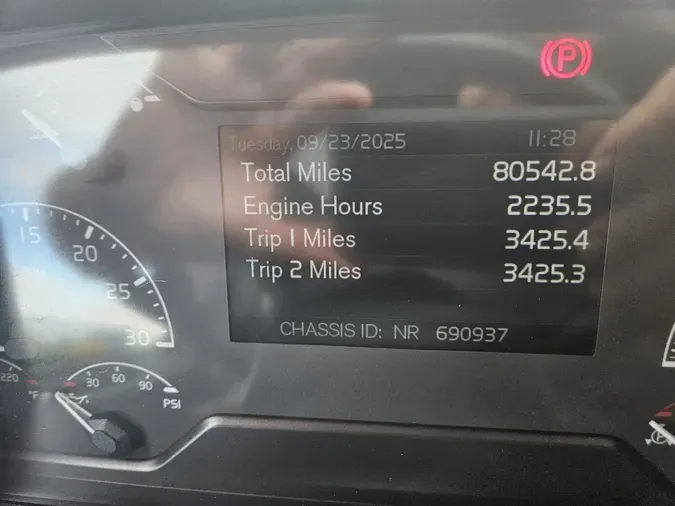 P
Tuesday, 09/23/2025 11:28
Total Miles 80542.8
Engine Hours 2235.5
Trip 1 Miles 3425.4
Trip 2 Miles 3425.3
CHASSIS ID: NR 690937
15
20
25
30
220
°F
30 60 90
PSI
P